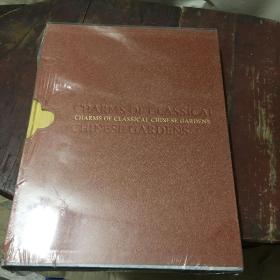 CHARMS OF CLASSICAL
CHARMS OF CLASSICAL CHINESE GARDENS
CHINESE GARDENS